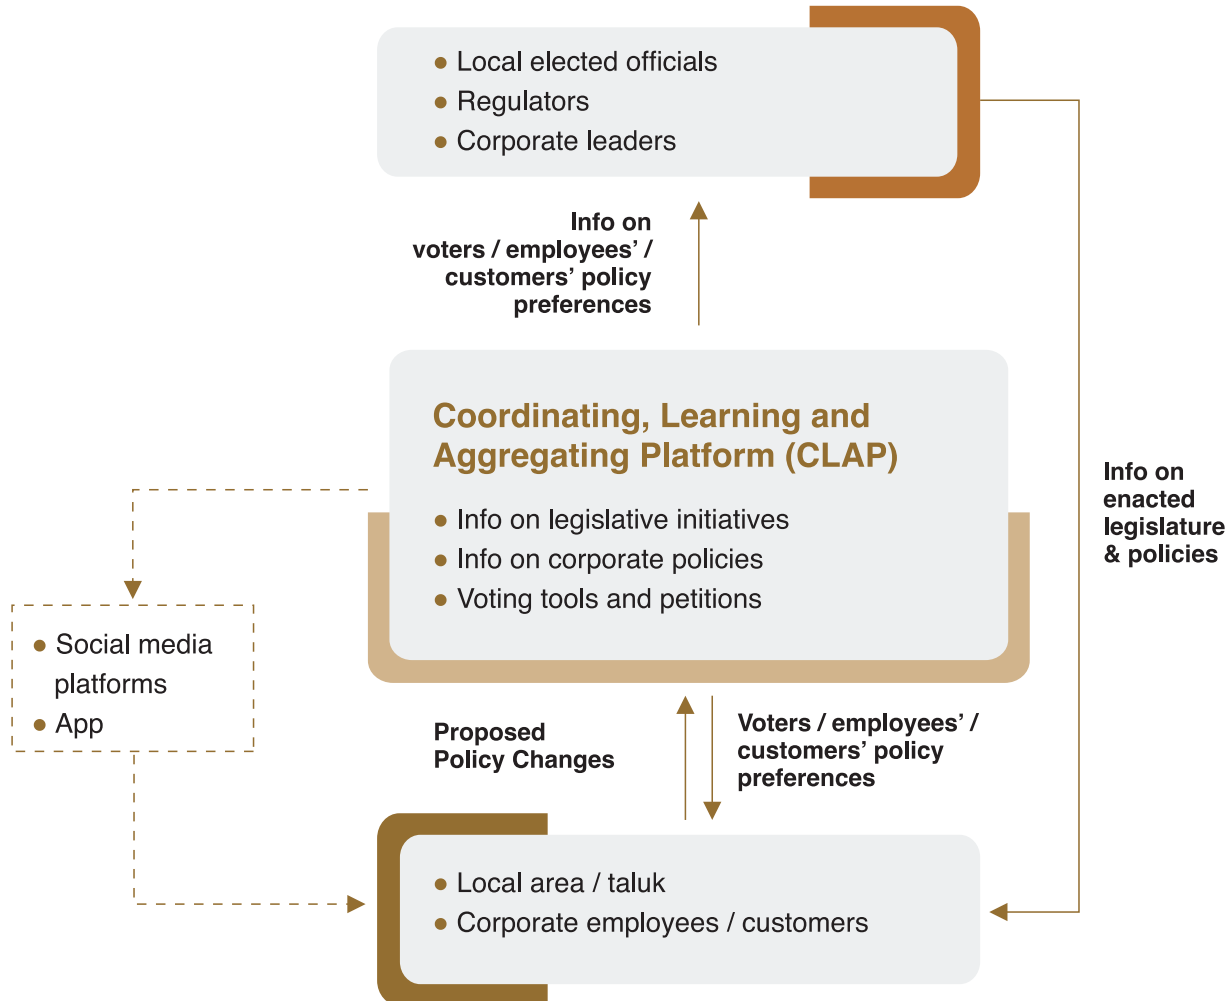 ● Local elected officials
● Regulators
● Corporate leaders
Info on
voters / employees’ /
customers’ policy
preferences
Coordinating, Learning and
Aggregating Platform (CLAP)
● Info on legislative initiatives
● Info on corporate policies
● Voting tools and petitions
Info on
enacted
legislature
& policies
● Social media
platforms
● App
Proposed
Policy Changes
Voters / employees’ /
customers’ policy
preferences
● Local area / taluk
● Corporate employees / customers